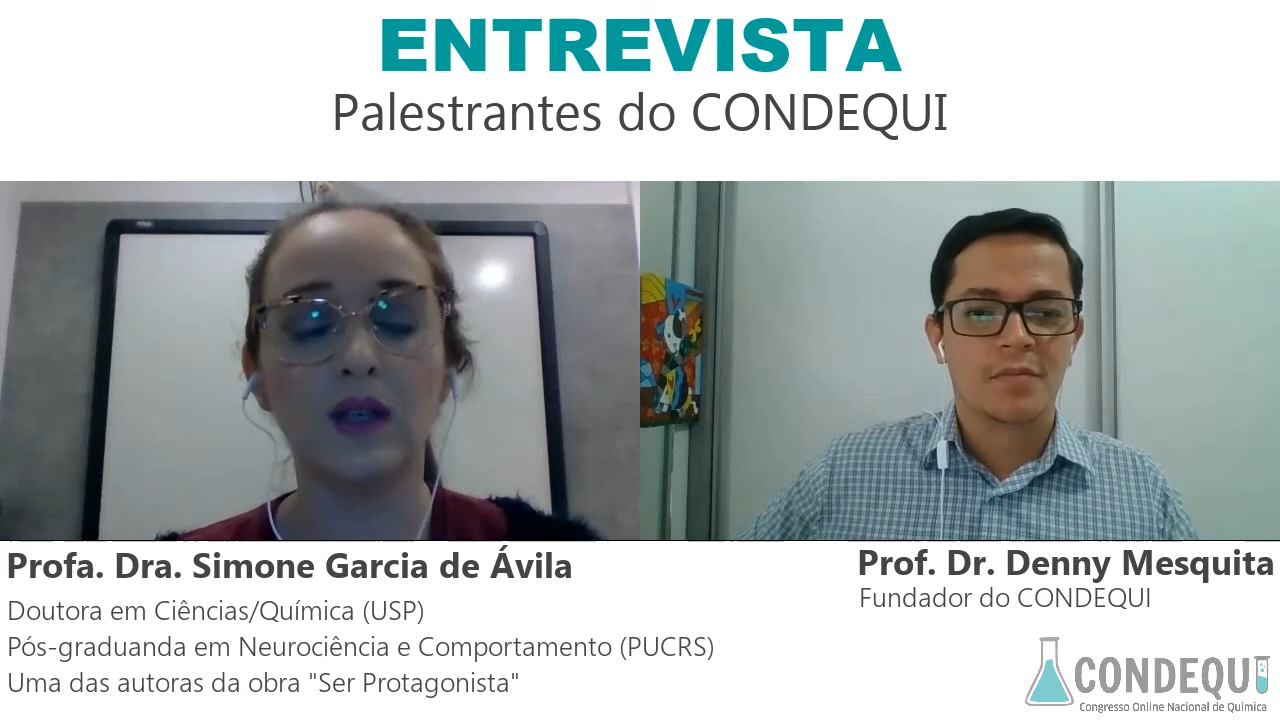 ENTREVISTA
Palestrantes do CONDEQUI
Profa. Dra. Simone Garcia de Ávila
Doutora em Ciências/Química (USP)
Pós-graduanda em Neurociência e Comportamento (PUCRS)
Uma das autoras da obra "Ser Protagonista"
Prof. Dr. Denny Mesquita
Fundador do CONDEQUI
CONDEQUI
Congresso Online Nacional de Química